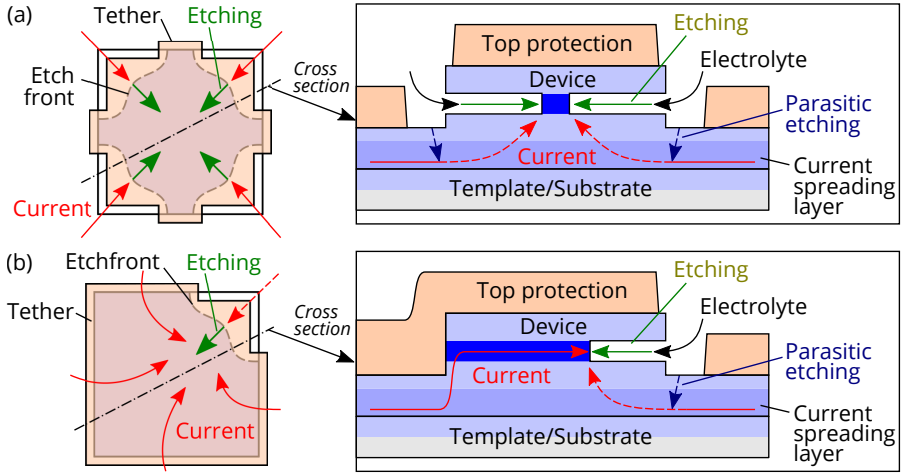 (a)
Tether
Etching
Etch
front
Current
Cross
section
Top protection
Etching
Device
Electrolyte
Parasitic
etching
Current
Current
spreading
layer
Template/Substrate
(b)
Etchfront
Etching
Tether
Current
Cross
section
Top protection
Etching
Device
Electrolyte
Current
Parasitic
etching
Current
spreading
layer
Template/Substrate